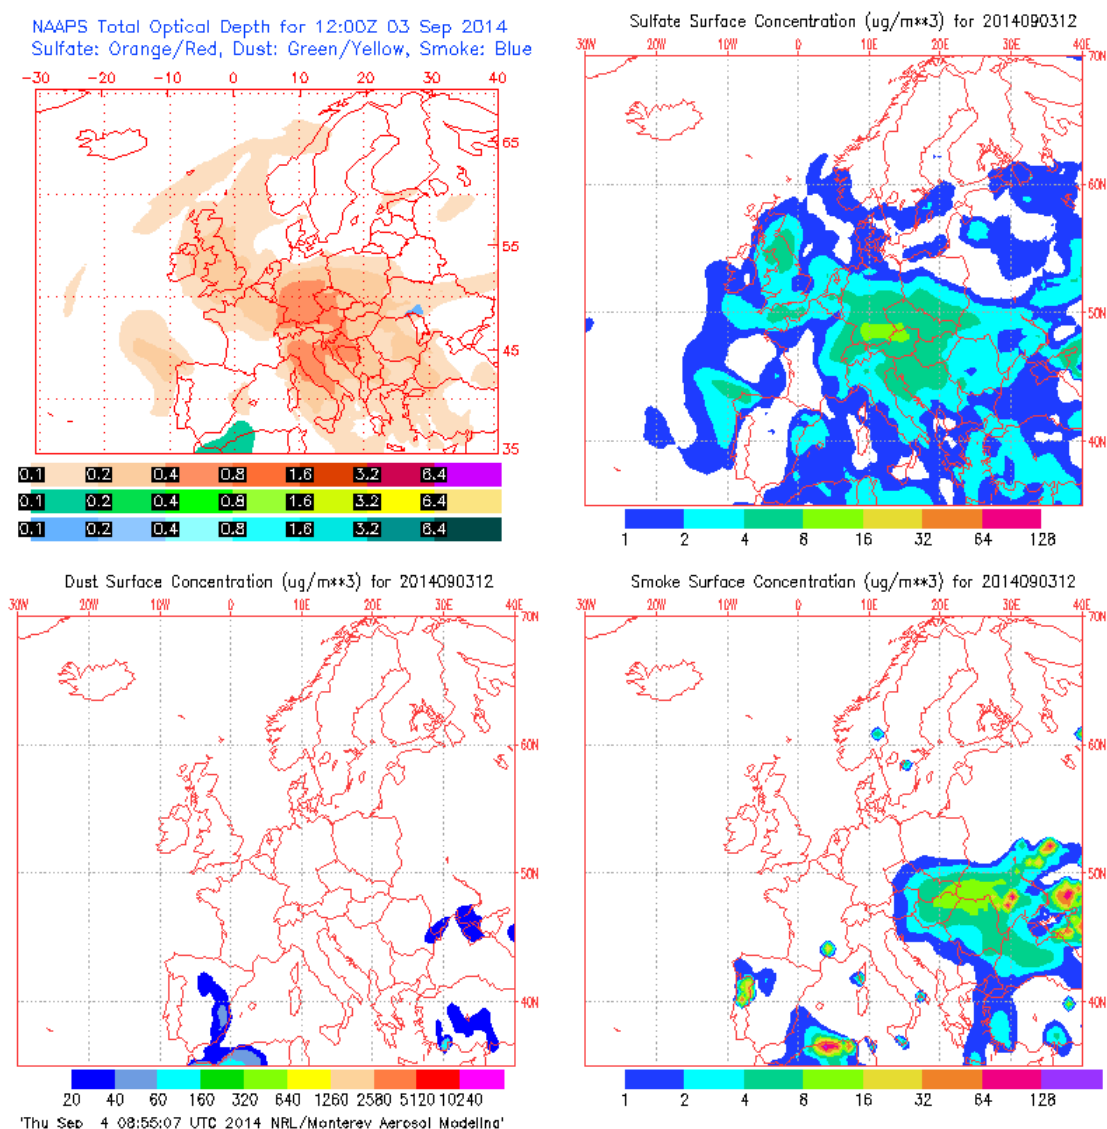 NAAPS Total Optical Depth for 12:00Z 03 Sep 2014
Sulfate: Orange/Red, Dust: Green/Yellow, Smoke: Blue
-30 -20 -10 0 10 20 30 40
65
55
45
35
0.1 0.2 0.4 0.8 1.6 3.2 6.4
0.1 0.2 0.4 0.8 1.6 3.2 6.4
0.1 0.2 0.4 0.8 1.6 3.2 6.4
Sulfate Surface Concentration (ug/m**3) for 2014090312
30W 20W 10W 0 10E 20E 30E 40E
70N
60N
50N
40N
1 2 4 8 16 32 64 128
Dust Surface Concentration (ug/m**3) for 2014090312
30W 20W 10W 0 10E 20E 30E 40E
70N
60N
50N
40N
20 40 60 160 320 640 1260 2580 5120 10240
'Thu Sep 4 08:55:07 UTC 2014 NRL/Monterey Aerosol Modeling'
Smoke Surface Concentration (ug/m**3) for 2014090312
30W 20W 10W 0 10E 20E 30E 40E
70N
60N
50N
40N
1 2 4 8 16 32 64 128